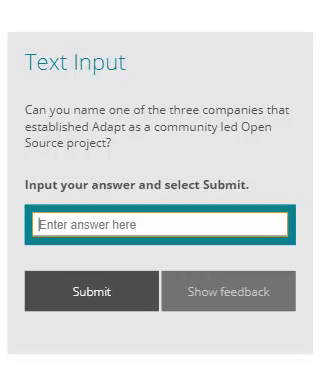 Text Input
Can you name one of the three companies that
established Adapt as a community led Open
Source project?
Input your answer and select Submit.
Enter answer here
Submit
Show feedback